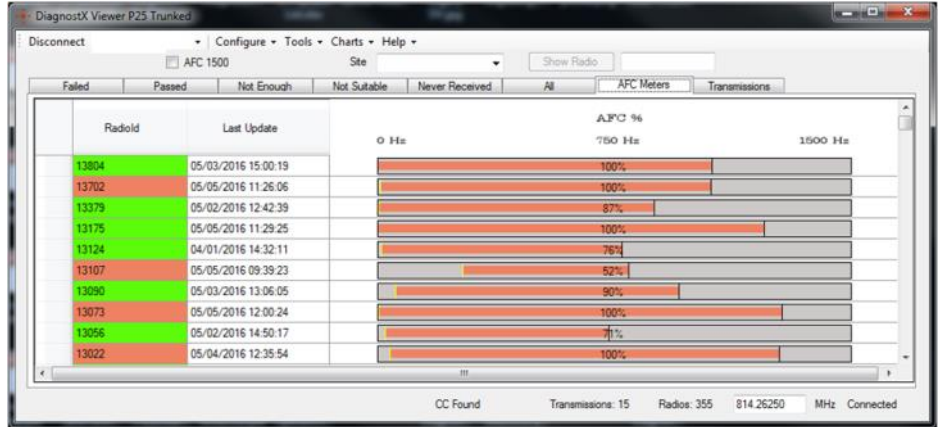 DiagnostX Viewer P25 Trunked
Disconnect Configure Tools Charts Help
AFC 1500 Site Show Radio
Failed Passed Not Enough Not Suitable Never Received All AFC Meters Transmissions
AFC %
RadioId Last Update
0 Hz 750 Hz 1500 Hz
13804 05/03/2016 15:00:19 100%
13702 05/05/2016 11:26:06 100%
13379 05/02/2016 12:42:39 87%
13175 05/05/2016 11:29:25 100%
13124 04/01/2016 14:32:11 76%
13107 05/05/2016 09:39:23 52%
13090 05/03/2016 13:06:05 90%
13073 05/05/2016 12:00:24 100%
13056 05/02/2016 14:50:17 71%
13022 05/04/2016 12:35:54 100%
CC Found Transmissions: 15 Radios: 355 814.26250 MHz Connected